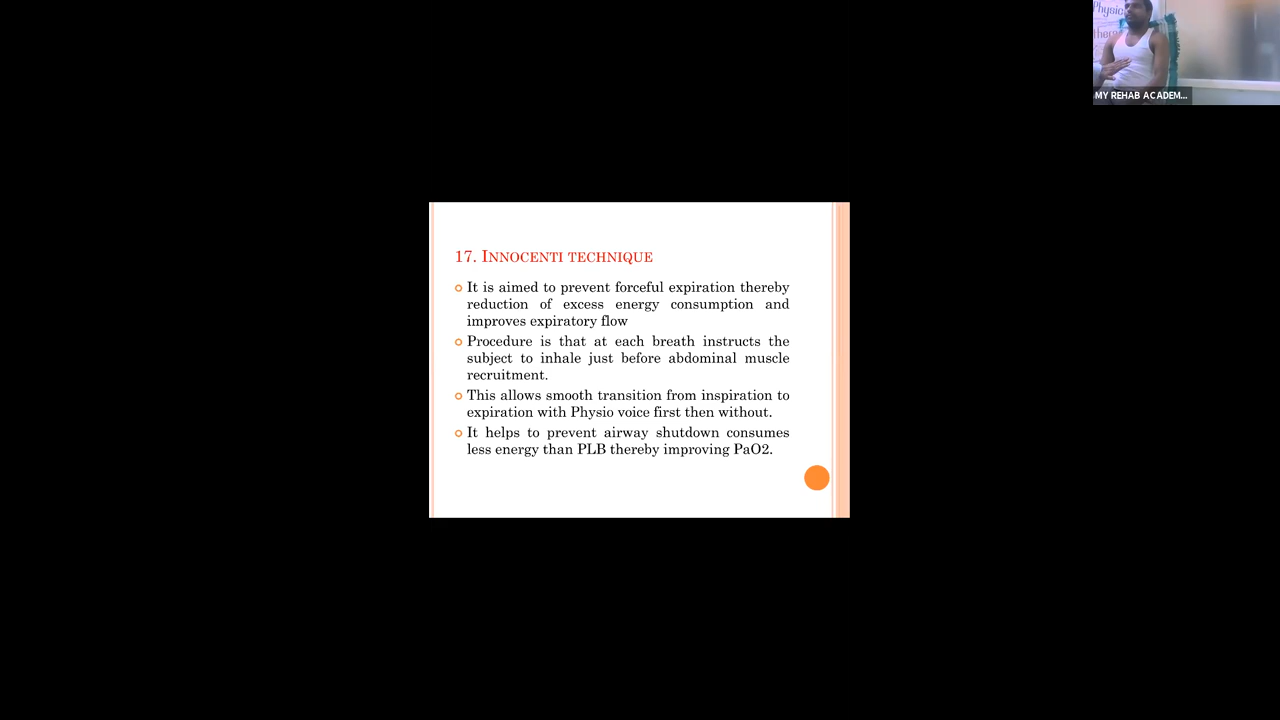 Physic
thera
MY REHAB ACADEM...
17. INNOCENTI TECHNIQUE
It is aimed to prevent forceful expiration thereby
reduction of excess energy consumption and
improves expiratory flow
Procedure is that at each breath instructs the
subject to inhale just before abdominal muscle
recruitment.
This allows smooth transition from inspiration to
expiration with Physio voice first then without.
It helps to prevent airway shutdown consumes
less energy than PLB thereby improving PaO2.